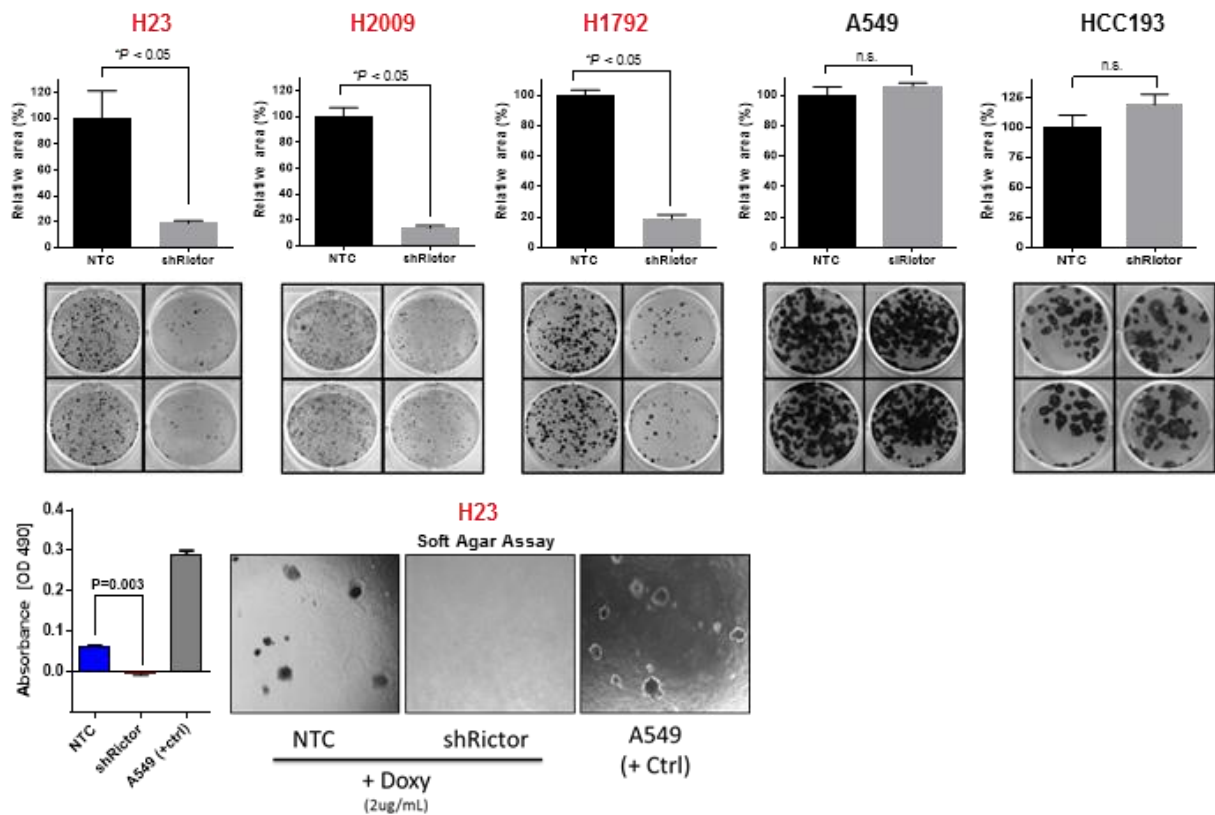 H23
H2009
H1792
A549
HCC193
*P < 0.05
*P < 0.05
*P < 0.05
n.s.
n.s.
Relative area (%)
120
100
80
60
40
20
0
NTC shRictor
Relative area (%)
120
100
80
60
40
20
0
NTC shRictor
Relative area (%)
100
80
60
40
20
0
NTC shRictor
Relative area (%)
100
80
60
40
20
0
NTC siRictor
Relative area (%)
125
100
75
50
25
0
NTC shRictor
Absorbance [OD 490]
0.4
0.3
0.2
0.1
0.0
P=0.003
NTC
shRictor
A549 (+ctrl)
H23
Soft Agar Assay
NTC
shRictor
A549
(+ Ctrl)
+ Doxy
(2ug/mL)